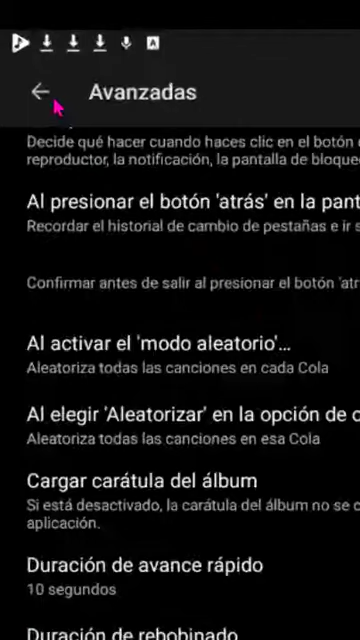 A
Avanzadas
Decide qué hacer cuando haces clic en el botón
reproductor, la notificación, la pantalla de bloque
Al presionar el botón 'atrás' en la pant
Recordar el historial de cambio de pestañas e ir s
Confirmar antes de salir al presionar el botón 'atr
Al activar el 'modo aleatorio'...
Aleatoriza todas las canciones en cada Cola
Al elegir 'Aleatorizar' en la opción de c
Aleatoriza todas las canciones en esa Cola
Cargar carátula del álbum
Si está desactivado, la carátula del álbum no se c
aplicación.
Duración de avance rápido
10 segundos
Duración de rebobinado